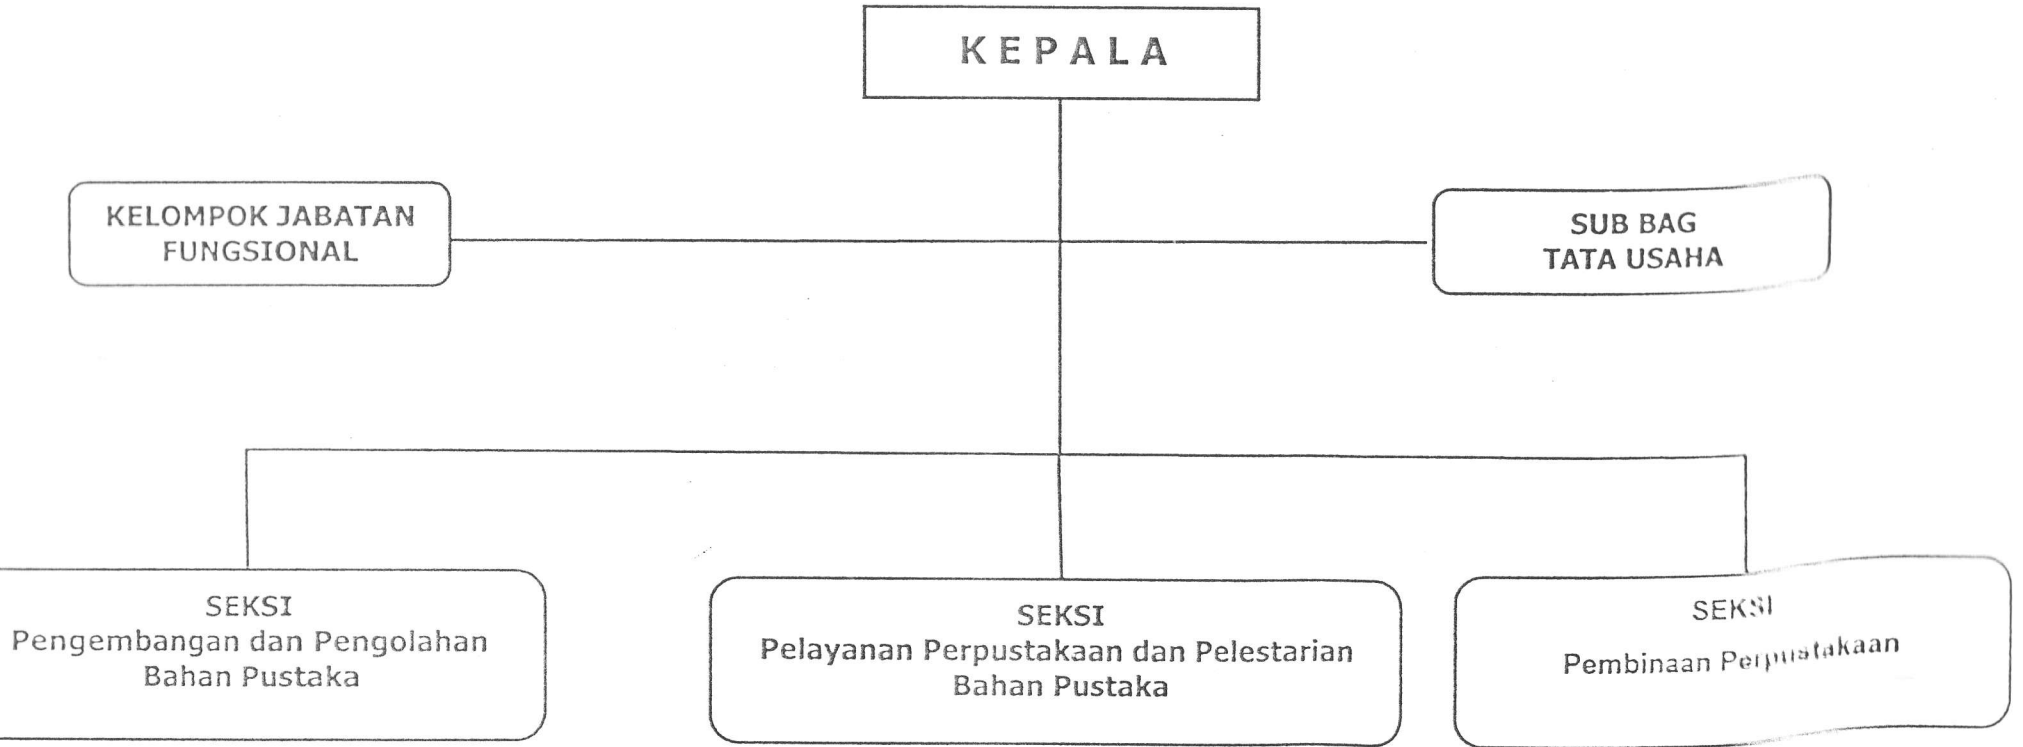 KEPALA
KELOMPOK JABATAN
FUNGSIONAL
SUB BAG
TATA USAHA
SEKSI
Pengembangan dan Pengolahan
Bahan Pustaka
SEKSI
Pelayanan Perpustakaan dan Pelestarian
Bahan Pustaka
SEKSI
Pembinaan Perpustakaan